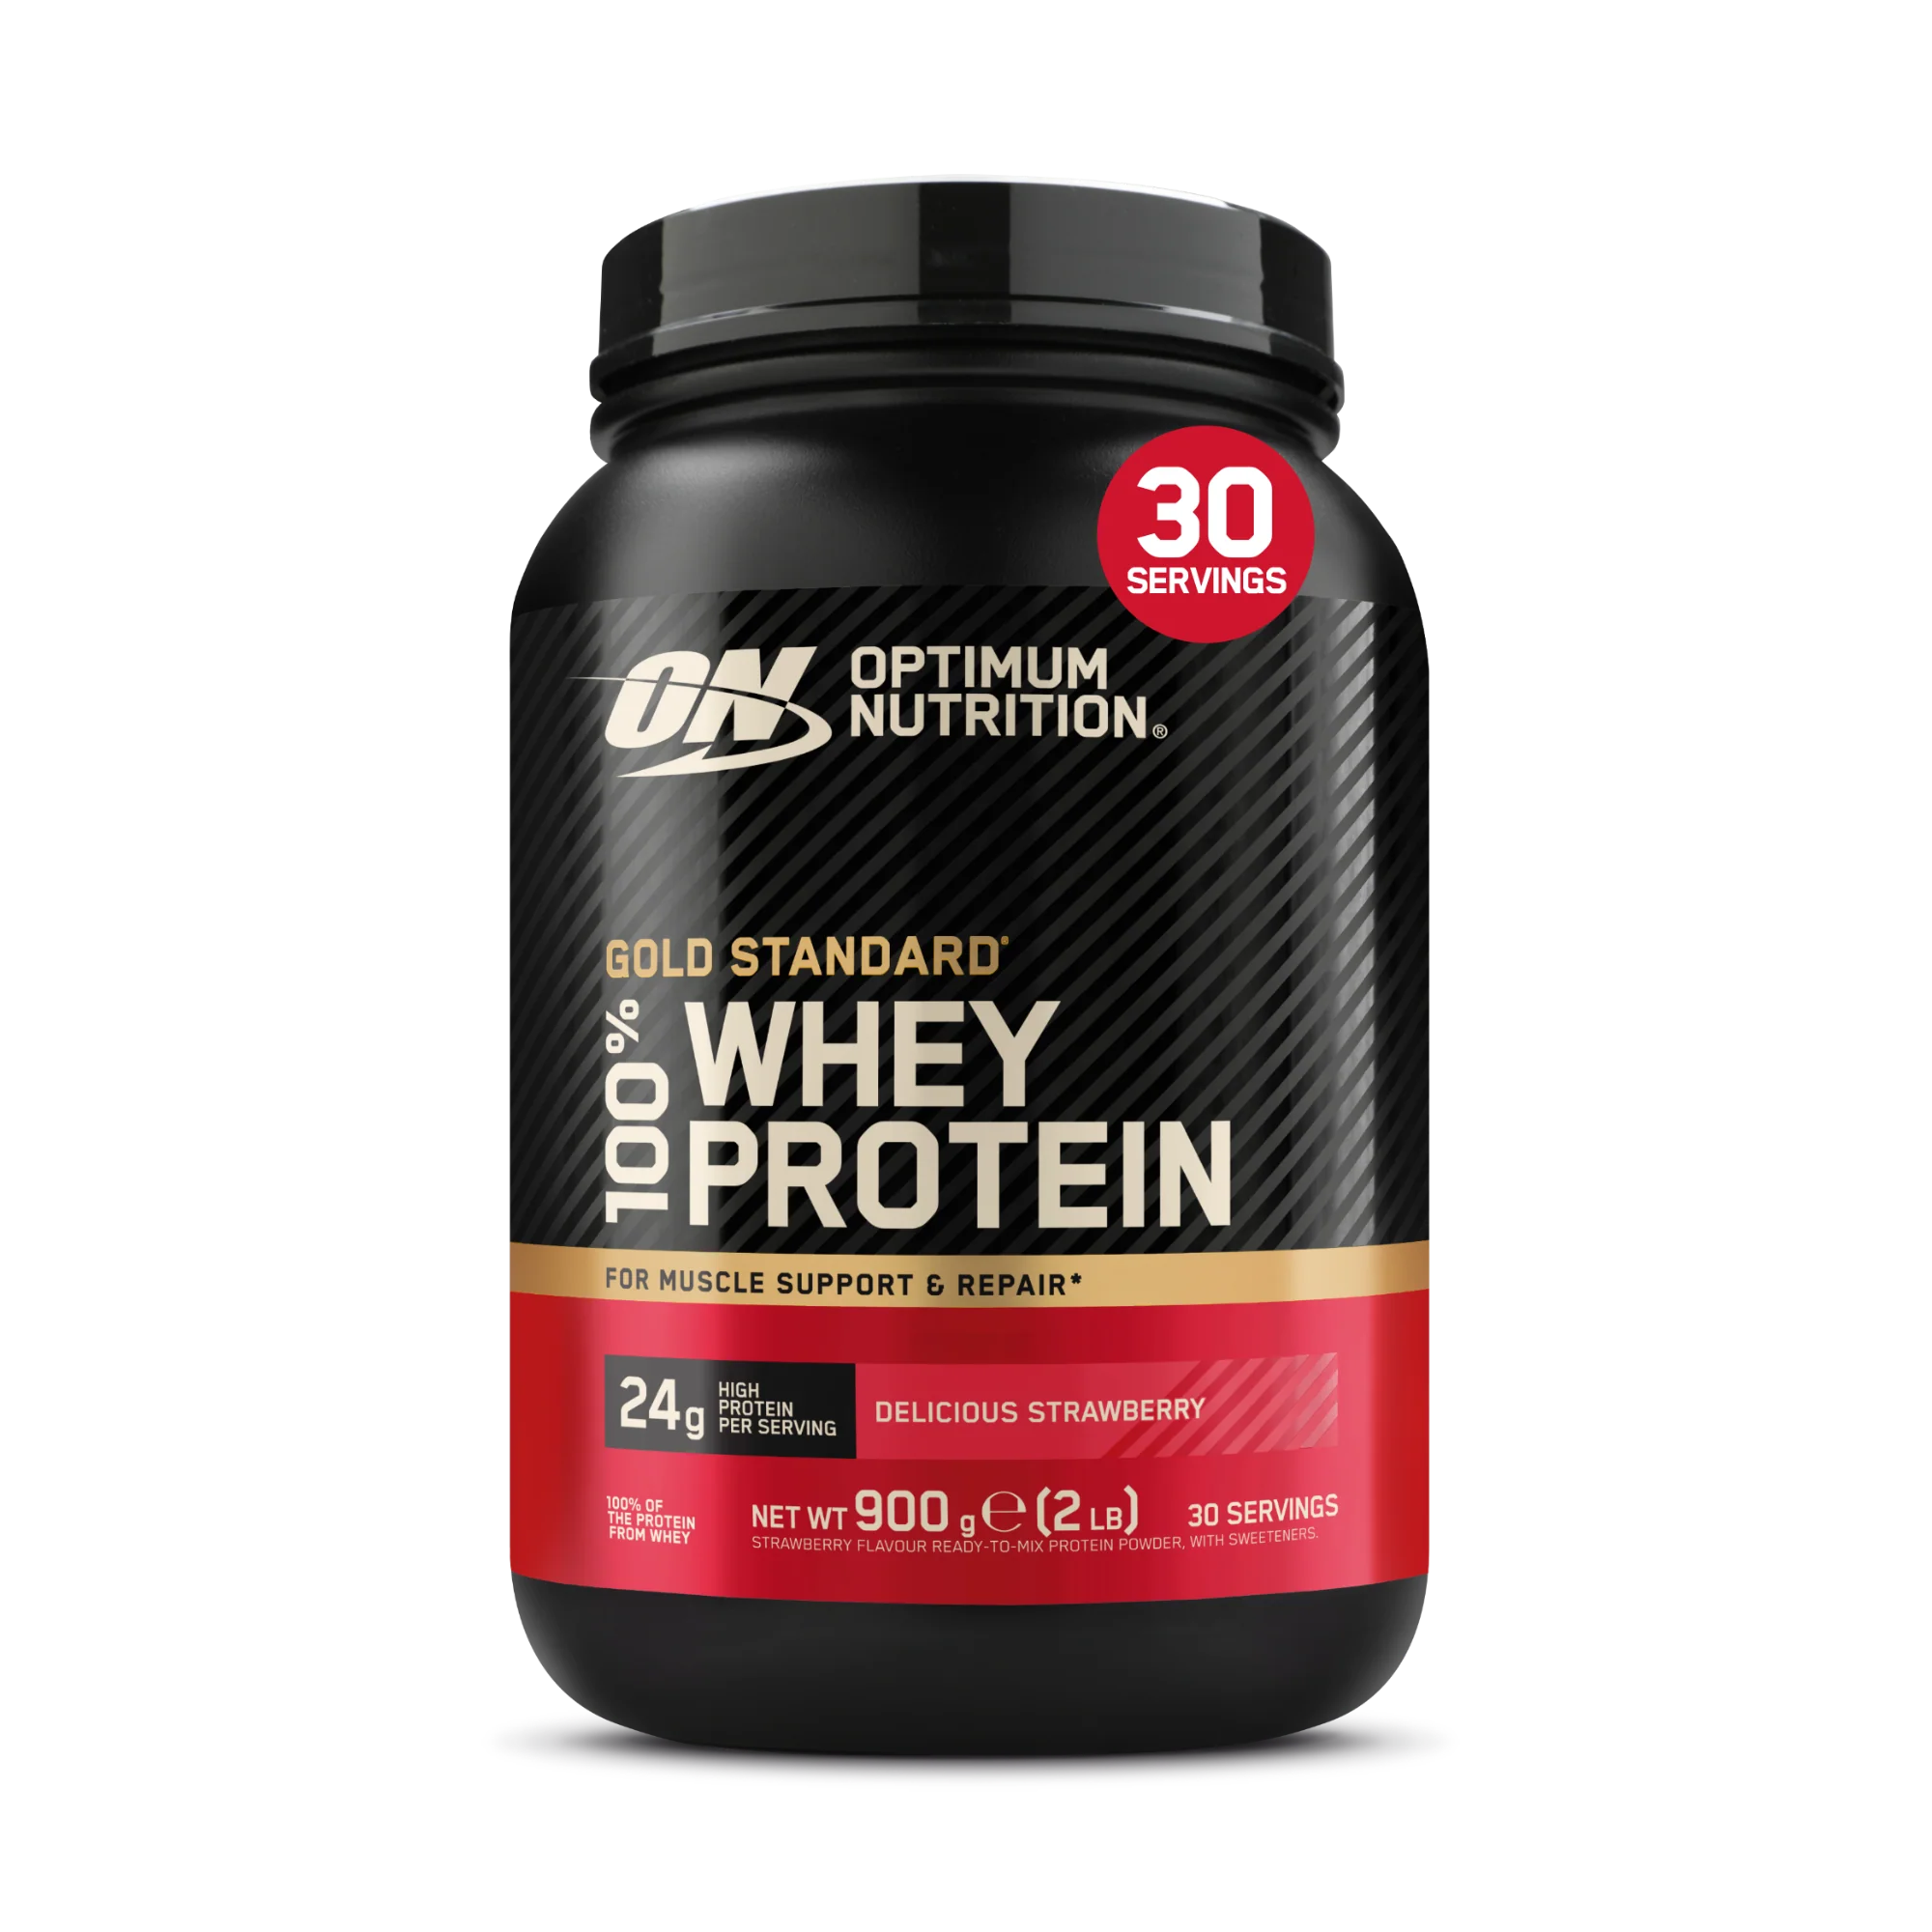 30
SERVINGS
ON
OPTIMUM
NUTRITION®
GOLD STANDARD®
100%
WHEY
PROTEIN
FOR MUSCLE SUPPORT & REPAIR*
24g
HIGH
PROTEIN
PER SERVING
DELICIOUS STRAWBERRY
100% OF
THE PROTEIN
FROM WHEY
NET WT 900 g ℮ (2 LB)
30 SERVINGS
STRAWBERRY FLAVOUR READY-TO-MIX PROTEIN POWDER, WITH SWEETENERS.